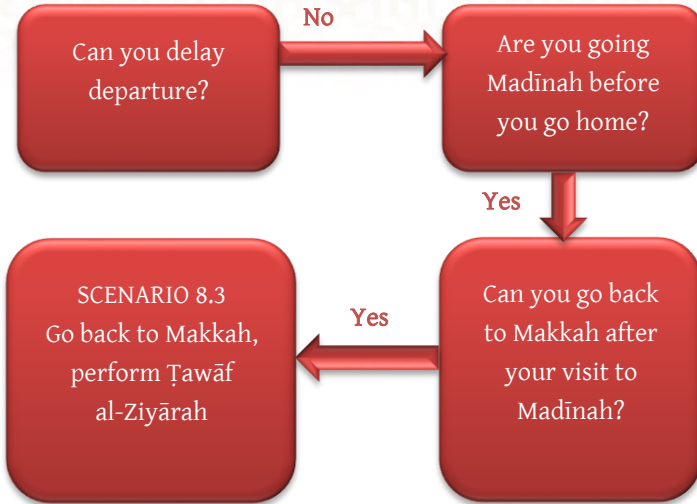 No
Can you delay
departure?
Are you going
Madīnah before
you go home?
Yes
Can you go back
to Makkah after
your visit to
Madīnah?
Yes
SCENARIO 8.3
Go back to Makkah,
perform Ṭawāf
al-Ziyārah